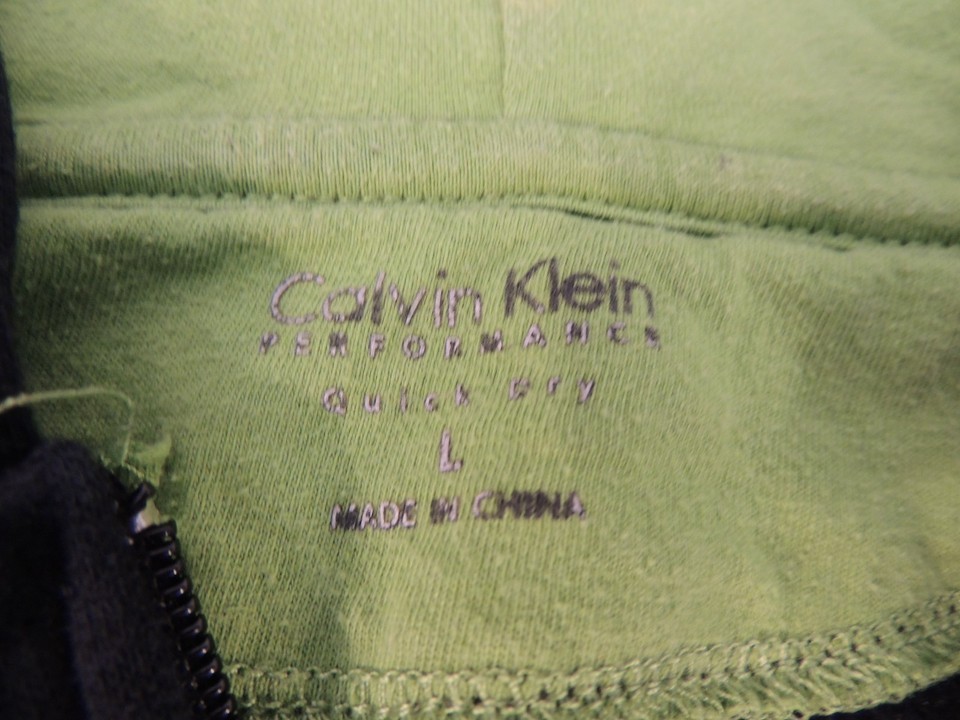 Calvin Klein
PERFORMANCE
Quick Dry
L
MADE IN CHINA